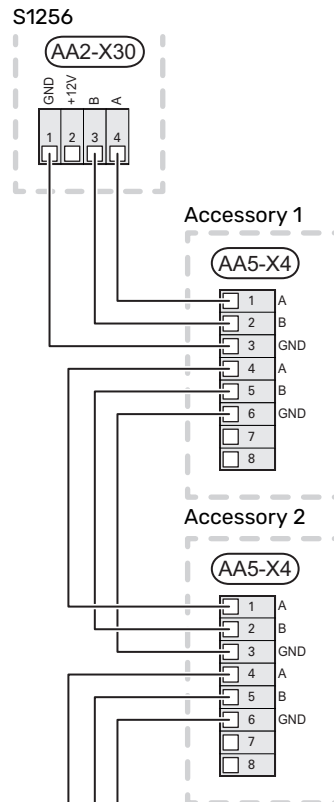 S1256
AA2-X30
GND +12V B A
1 2 3 4
Accessory 1
AA5-X4
1 A
2 B
3 GND
4 A
5 B
6 GND
7
8
Accessory 2
AA5-X4
1 A
2 B
3 GND
4 A
5 B
6 GND
7
8